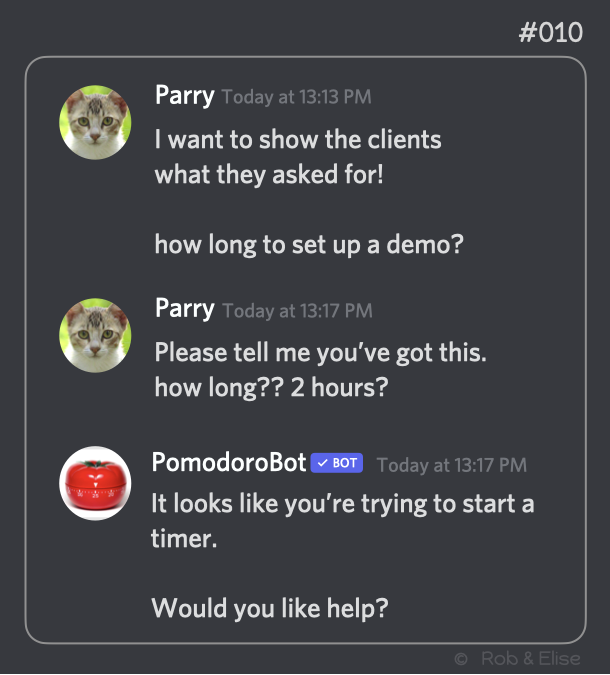 #010
Parry Today at 13:13 PM
I want to show the clients
what they asked for!
how long to set up a demo?
Parry Today at 13:17 PM
Please tell me you've got this.
how long?? 2 hours?
PomodoroBot ✓ BOT Today at 13:17 PM
It looks like you're trying to start a
timer.
Would you like help?
© Rob & Elise